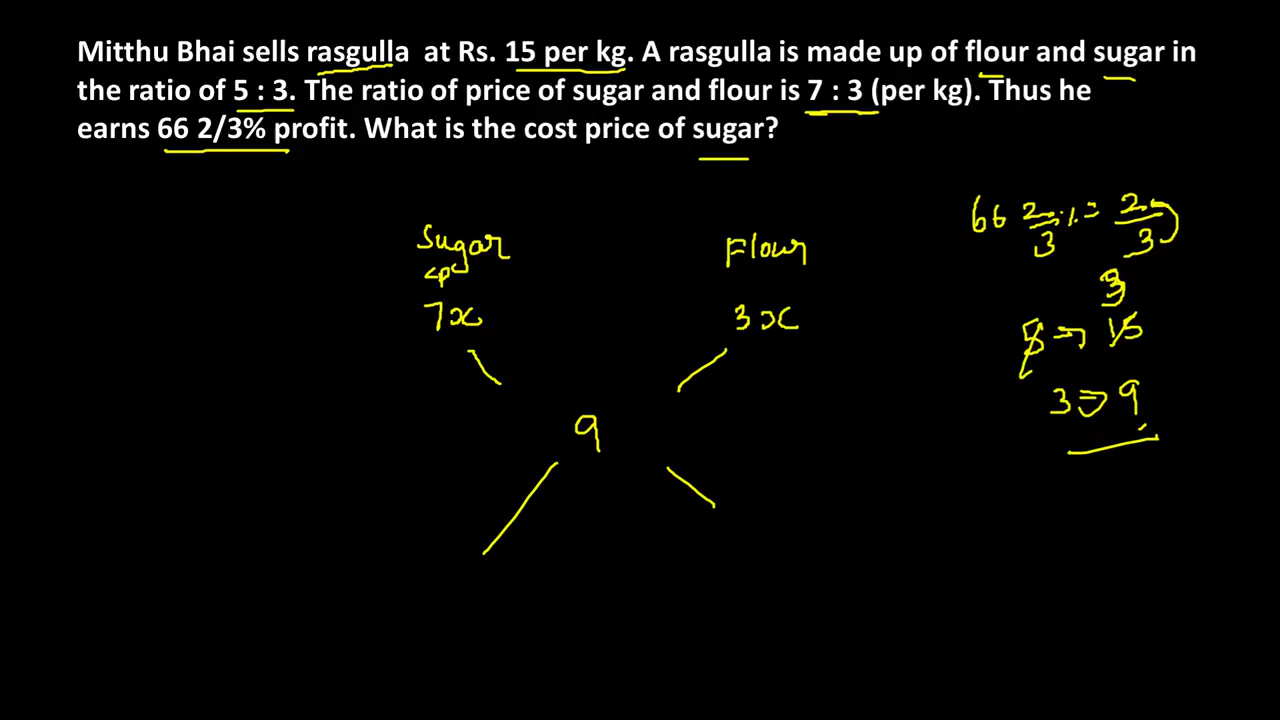 Mitthu Bhai sells rasgulla at Rs. 15 per kg. A rasgulla is made up of flour and sugar in
the ratio of 5 : 3. The ratio of price of sugar and flour is 7 : 3 (per kg). Thus he
earns 66 2/3% profit. What is the cost price of sugar?
66 2/3 % = 2/3
Sugar Flour
cp
3
7x 3x
5 => 15
3 => 9
9